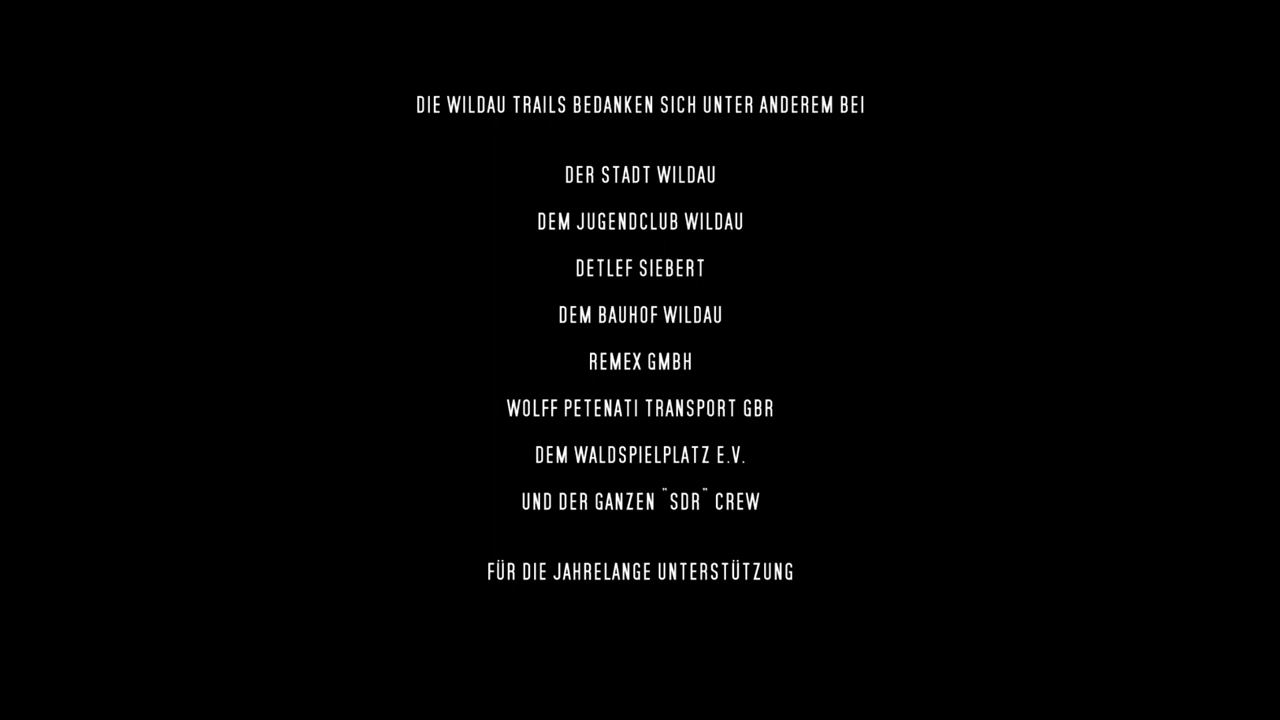 DIE WILDAU TRAILS BEDANKEN SICH UNTER ANDEREM BEI
DER STADT WILDAU
DEM JUGENDCLUB WILDAU
DETLEF SIEBERT
DEM BAUHOF WILDAU
REMEX GMBH
WOLFF PETENATI TRANSPORT GBR
DEM WALDSPIELPLATZ E.V.
UND DER GANZEN "SDR" CREW
FÜR DIE JAHRELANGE UNTERSTÜTZUNG